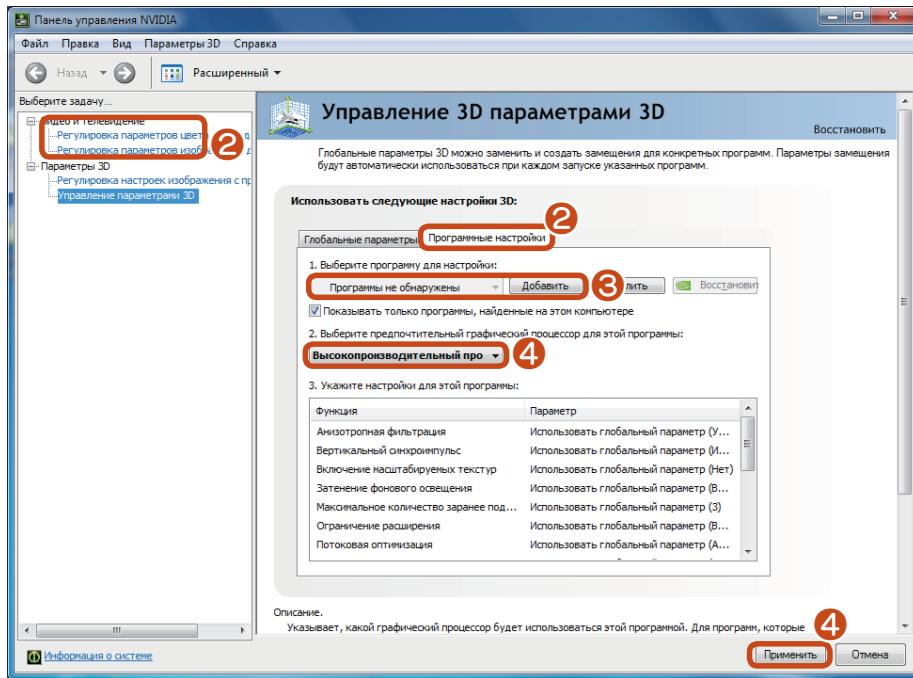 Панель управления NVIDIA
Файл Правка Вид Параметры 3D Справка
Назад Расширенный
Выберите задачу...
Видео и телевидение
Регулировка параметров цвета д
2
Регулировка параметров изобра д
Параметры 3D
Регулировка настроек изображения с пр
Управление параметрами 3D
Управление 3D параметрами 3D
Восстановить
Глобальные параметры 3D можно заменить и создать замещения для конкретных программ. Параметры замещения
будут автоматически использоваться при каждом запуске указанных программ.
Использовать следующие настройки 3D:
2
Глобальные параметры Программные настройки
1. Выберите программу для настройки:
Программы не обнаружены Добавить 3 лить Восстановит
Показывать только программы, найденные на этом компьютере
2. Выберите предпочтительный графический процессор для этой программы:
Высокопроизводительный про 4
3. Укажите настройки для этой программы:
Функция Параметр
Анизотропная фильтрация Использовать глобальный параметр (У...
Вертикальный синхроимпульс Использовать глобальный параметр (И...
Включение масштабируемых текстур Использовать глобальный параметр (Нет)
Затенение фонового освещения Использовать глобальный параметр (В...
Максимальное количество заранее под... Использовать глобальный параметр (3)
Ограничение расширения Использовать глобальный параметр (В...
Потоковая оптимизация Использовать глобальный параметр (А...
Описание.
Указывает, какой графический процессор будет использоваться этой программой. Для программ, которые
4
Информация о системе
Применить Отмена